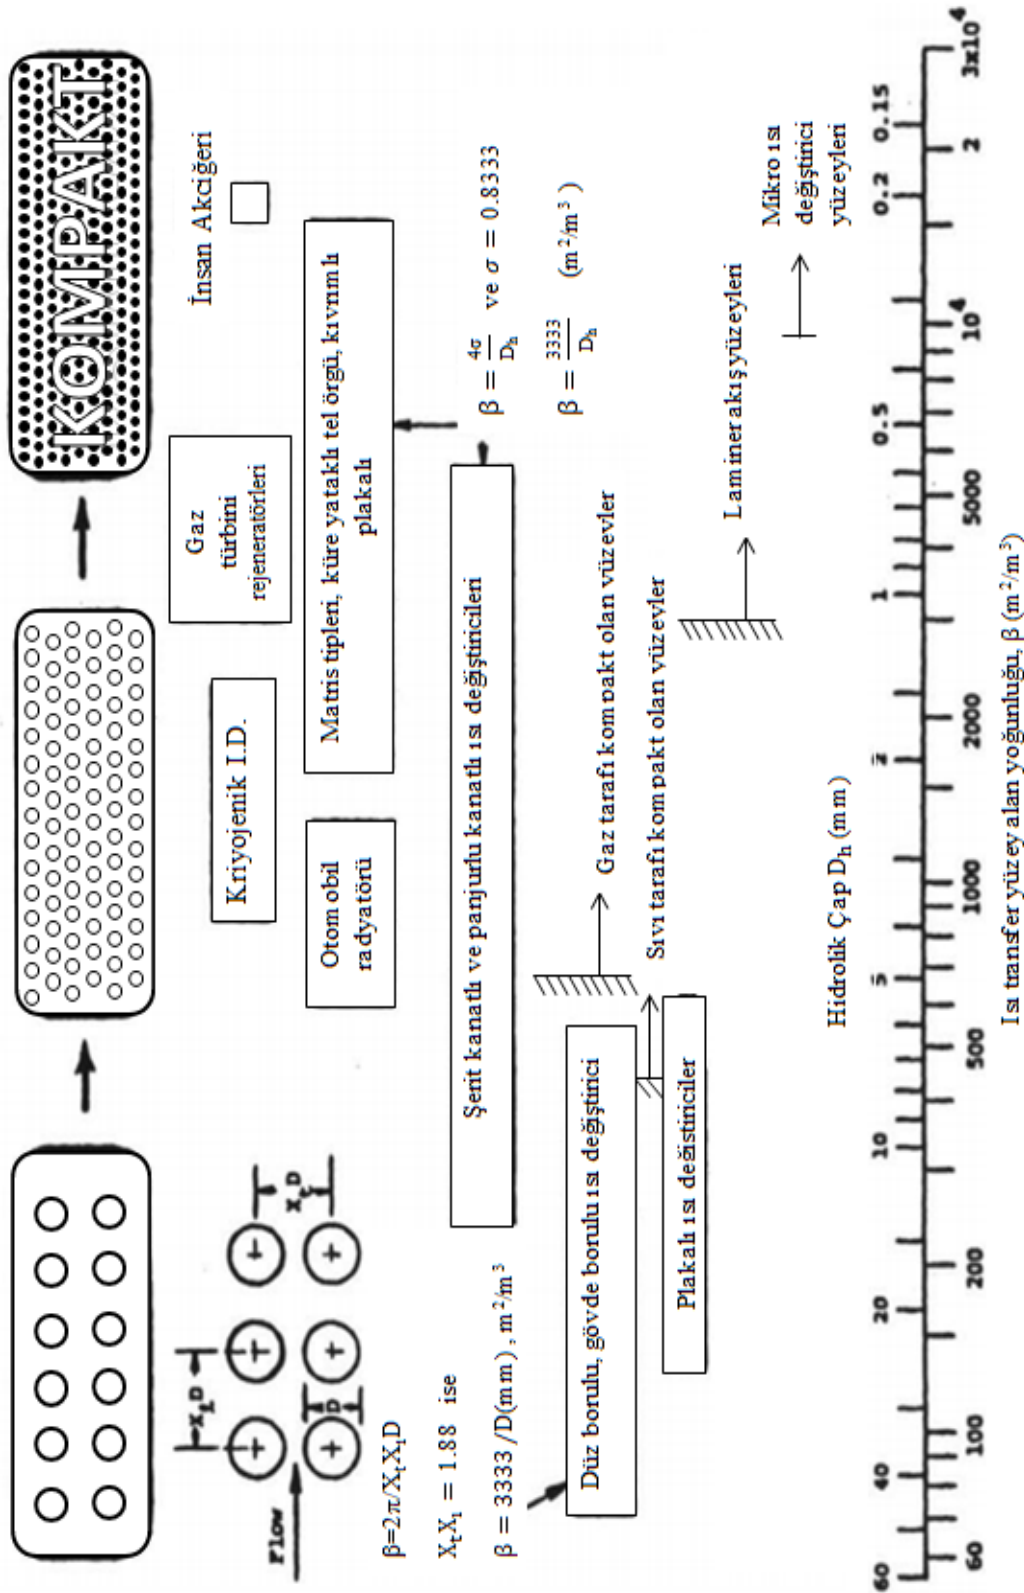 KOMPAKT
İnsan Akciğeri
Gaz
türbini
rejeneratörleri
Kriyojenik I.D.
Otomobil
radyatörü
Matris tipleri, küre yataklı tel örgü, kıvrımlı
plakalı
Flow
XₗD
D
XₜD
β=2π/XₜXₗD
XₜXₗ = 1.88 ise
β = 3333 /D(mm) , m²/m³
Şerit kanatlı ve panjurlu kanatlı ısı değiştiricileri
β = 4σ/Dₕ ve σ = 0.8333
β = 3333/Dₕ (m²/m³)
Düz borulu, gövde borulu ısı değiştirici
Gaz tarafı kompakt olan vüzevler
Sıvı tarafı kompakt olan vüzevler
Plakalı ısı değistiriciler
Laminer akış yüzeyleri
Mikro ısı
değiştirici
yüzeyleri
Hidrolik Çap Dₕ (mm)
60 40 20 10 5 2 1 0.5 0.2 0.15
60 100 200 500 1000 2000 5000 10⁴ 2 3x10⁴
Isı transfer yüzey alan yoğunluğu, β (m²/m³)